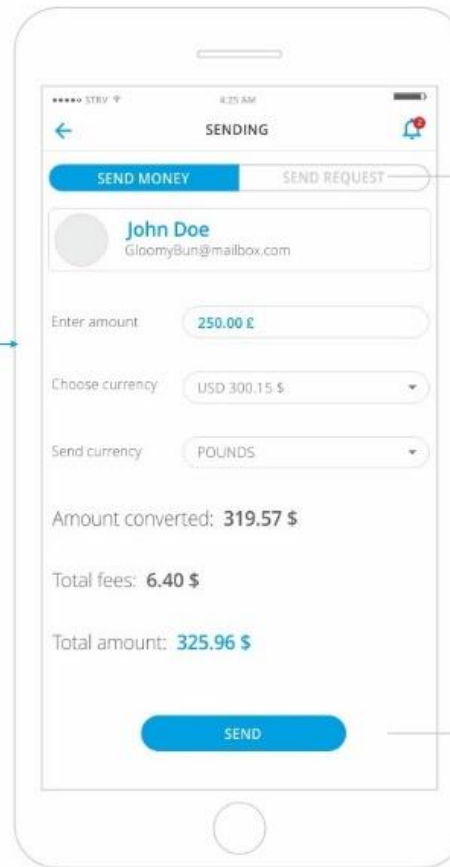 STRV 4:25 AM
SENDING 2
SEND MONEY SEND REQUEST
John Doe
GloomyBun@mailbox.com
Enter amount 250.00 £
Choose currency USD 300.15 $
Send currency POUNDS
Amount converted: 319.57 $
Total fees: 6.40 $
Total amount: 325.96 $
SEND